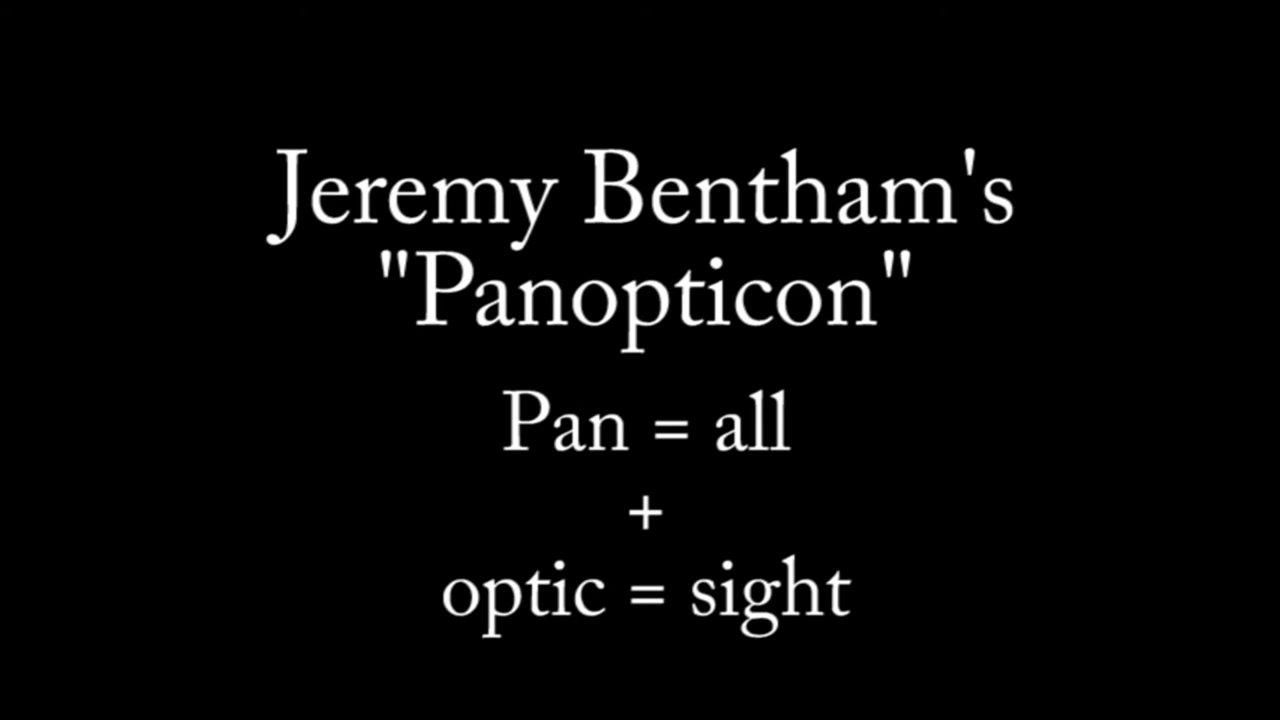 Jeremy Bentham's
"Panopticon"
Pan = all
+
optic = sight